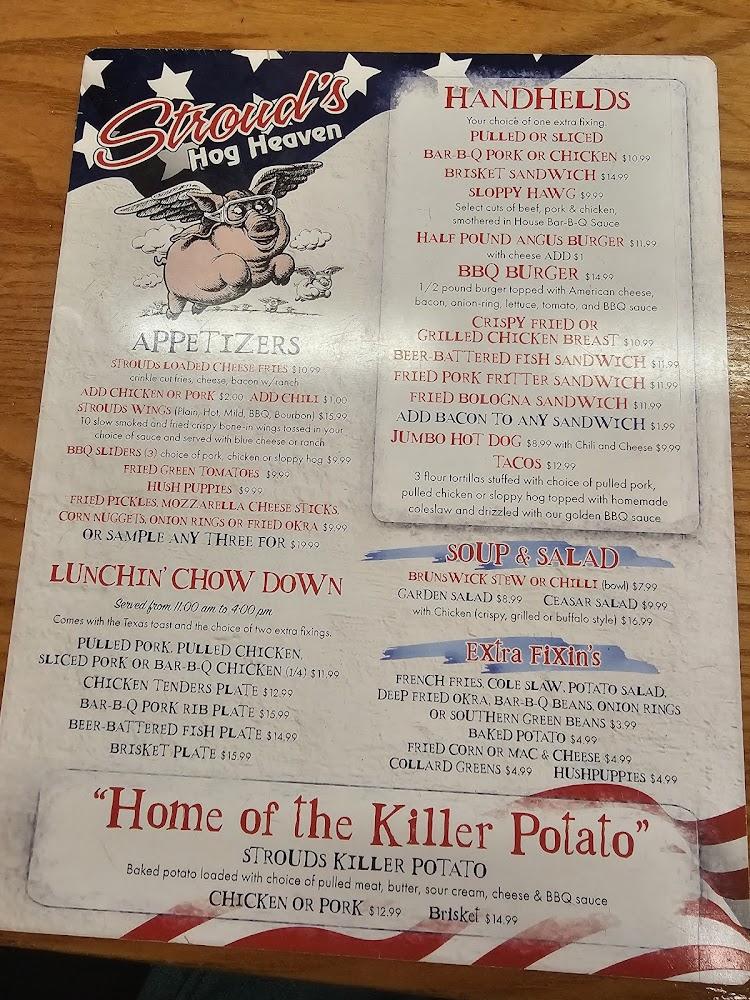 Stroud's
Hog Heaven
APPETIZERS
STROUDS LOADED CHEESE FRIES $10.99
crinkle cut fries, cheese, bacon w/ranch
ADD CHICKEN OR PORK $2.00 ADD CHILI $1.00
STROUDS WINGS (Plain, Hot, Mild, BBQ, Bourbon) $15.99
10 slow smoked and fried crispy bone-in wings tossed in your
choice of sauce and served with blue cheese or ranch
BBQ SLIDERS (3) choice of pork, chicken or sloppy hog $9.99
FRIED GREEN TOMATOES $9.99
HUSH PUPPIES $9.99
FRIED PICKLES, MOZZARELLA CHEESE STICKS,
CORN NUGGETS, ONION RINGS OR FRIED OKRA $9.99
OR SAMPLE ANY THREE FOR $19.99
LUNCHIN' CHOW DOWN
Served from 11:00 am to 4:00 pm
Comes with the Texas toast and the choice of two extra fixings.
PULLED PORK, PULLED CHICKEN,
SLICED PORK OR BAR-B-Q CHICKEN (1/4) $11.99
CHICKEN TENDERS PLATE $12.99
BAR-B-Q PORK RIB PLATE $15.99
BEER-BATTERED FISH PLATE $14.99
BRISKET PLATE $15.99
HANDHELDS
Your choice of one extra fixing.
PULLED OR SLICED
BAR-B-Q PORK OR CHICKEN $10.99
BRISKET SANDWICH $14.99
SLOPPY HAWG $9.99
Select cuts of beef, pork & chicken,
smothered in House Bar-B-Q Sauce
HALF POUND ANGUS BURGER $11.99
with cheese ADD $1
BBQ BURGER $14.99
1/2 pound burger topped with American cheese,
bacon, onion-ring, lettuce, tomato, and BBQ sauce
CRISPY FRIED OR
GRILLED CHICKEN BREAST $10.99
BEER-BATTERED FISH SANDWICH $11.99
FRIED PORK FRITTER SANDWICH $11.99
FRIED BOLOGNA SANDWICH $11.99
ADD BACON TO ANY SANDWICH $1.99
JUMBO HOT DOG $8.99 with Chili and Cheese $9.99
TACOS $12.99
3 flour tortillas stuffed with choice of pulled pork,
pulled chicken or sloppy hog topped with homemade
coleslaw and drizzled with our golden BBQ sauce
SOUP & SALAD
BRUNSWICK STEW OR CHILLI (bowl) $7.99
GARDEN SALAD $8.99 CEASAR SALAD $9.99
with Chicken (crispy, grilled or buffalo style) $16.99
Extra Fixin's
FRENCH FRIES, COLE SLAW, POTATO SALAD,
DEEP FRIED OKRA, BAR-B-Q BEANS, ONION RINGS
OR SOUTHERN GREEN BEANS $3.99
BAKED POTATO $4.99
FRIED CORN OR MAC & CHEESE $4.99
COLLARD GREENS $4.99 HUSHPUPPIES $4.99
"Home of the Killer Potato"
STROUDS KILLER POTATO
Baked potato loaded with choice of pulled meat, butter, sour cream, cheese & BBQ sauce
CHICKEN OR PORK $12.99 Brisket $14.99